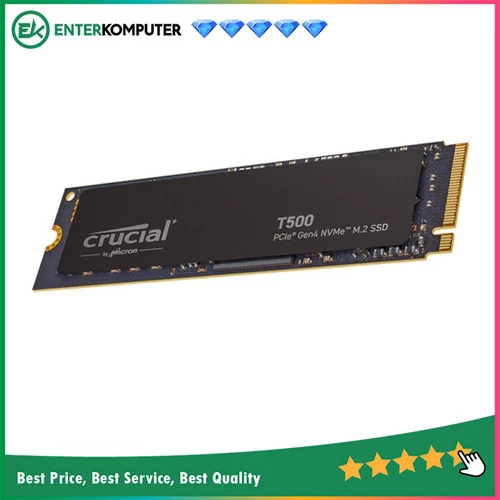 EK ENTERKOMPUTER
crucial
by Micron
T500
PCIe® Gen4 NVMe™ M.2 SSD
Best Price, Best Service, Best Quality